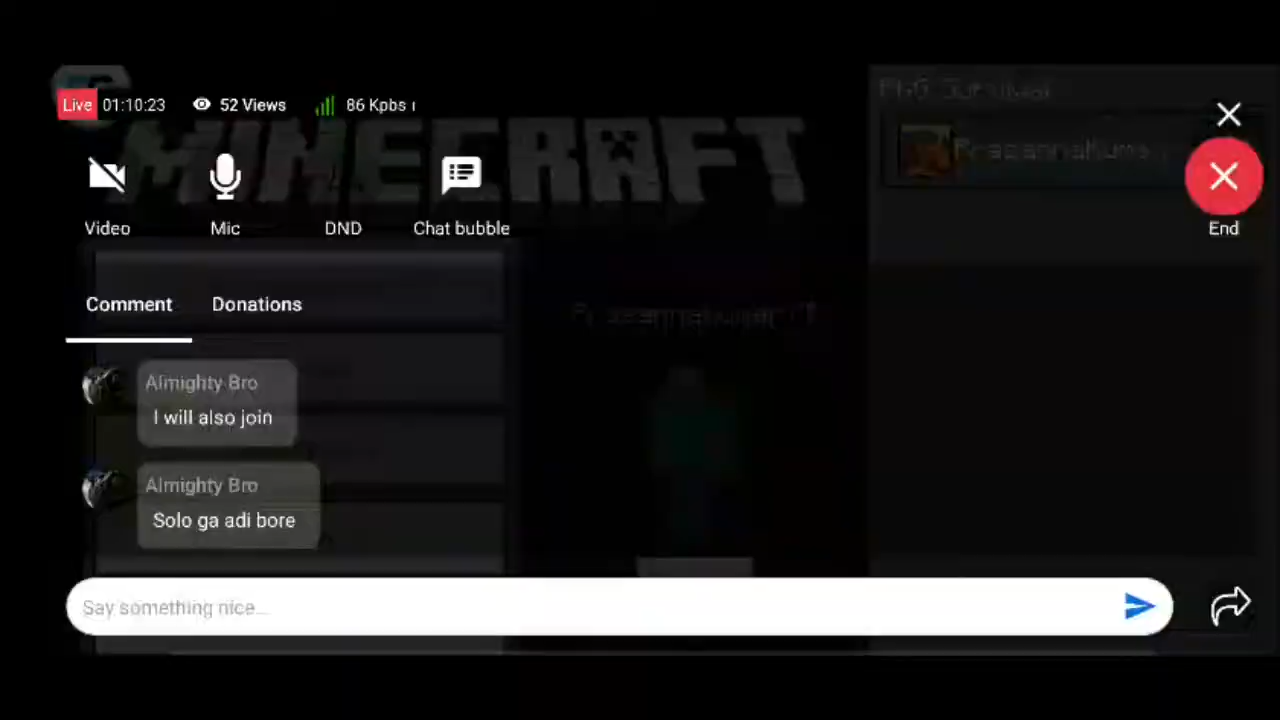 Live 01:10:23 52 Views 86 Kpbs
MINECRAFT
Video Mic DND Chat bubble
End
Comment Donations
Almighty Bro
I will also join
Almighty Bro
Solo ga adi bore
Say something nice...